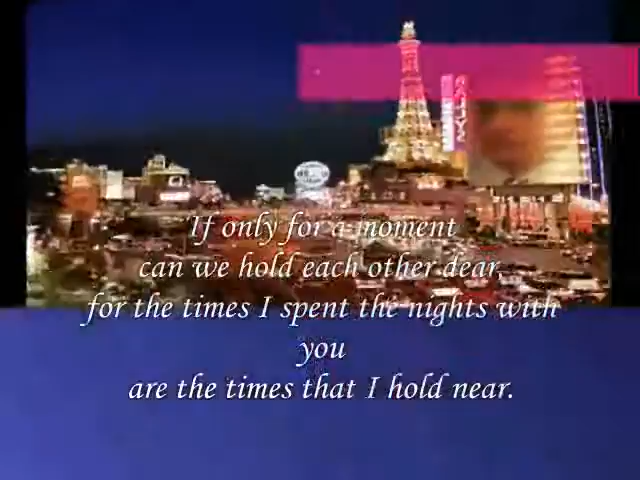 If only for a moment
can we hold each other dear,
for the times I spent the nights with
you
are the times that I hold near.